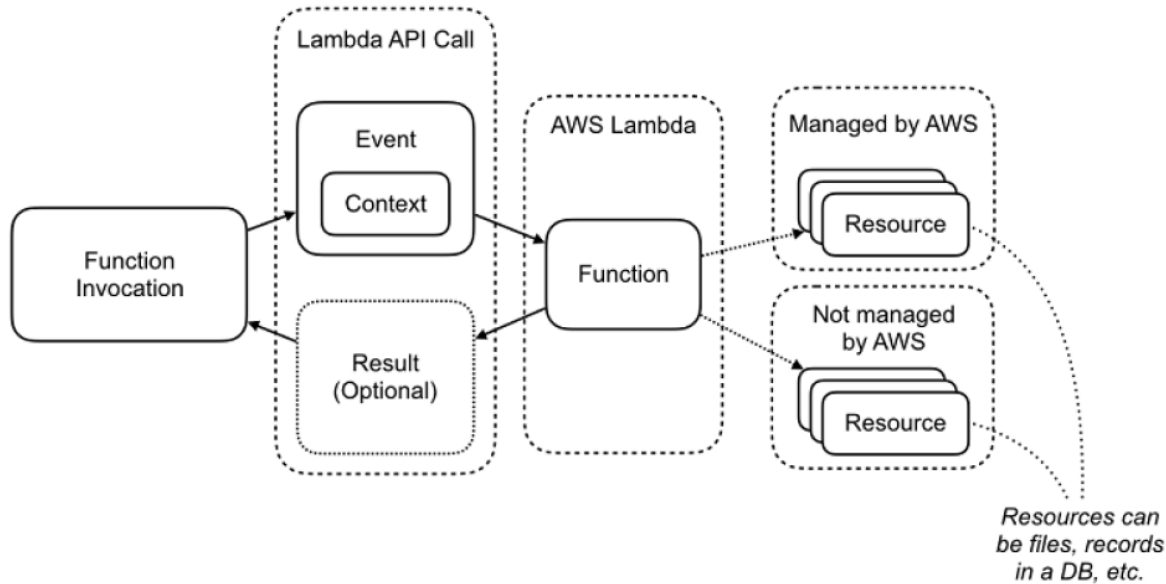 Lambda API Call
Event
Context
Function
Invocation
Result
(Optional)
AWS Lambda
Function
Managed by AWS
Resource
Not managed
by AWS
Resource
Resources can
be files, records
in a DB, etc.